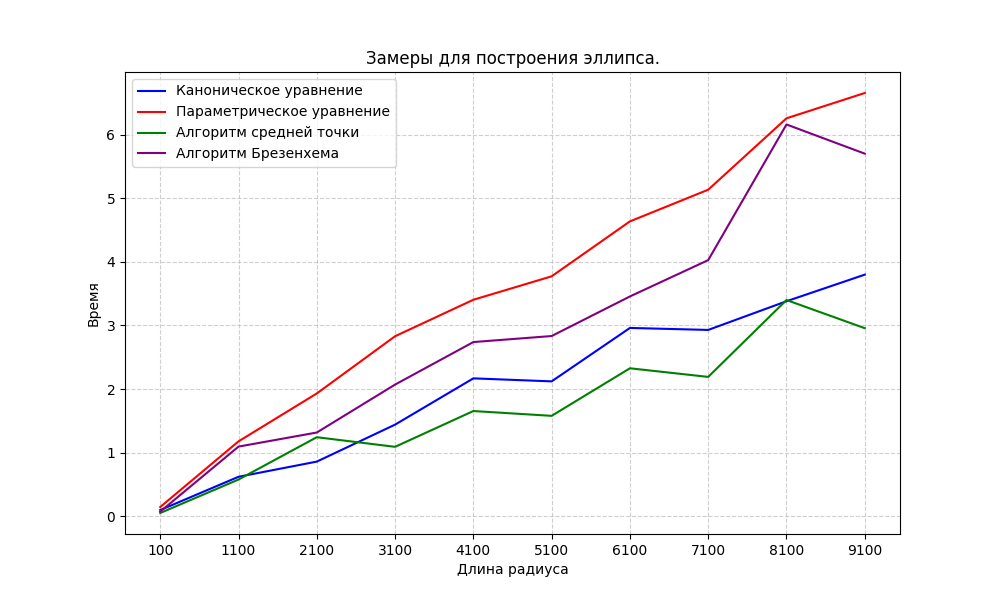 Замеры для построения эллипса.
Каноническое уравнение
Параметрическое уравнение
Алгоритм средней точки
Алгоритм Брезенхема
6
5
4
3
2
1
0
Время
100 1100 2100 3100 4100 5100 6100 7100 8100 9100
Длина радиуса